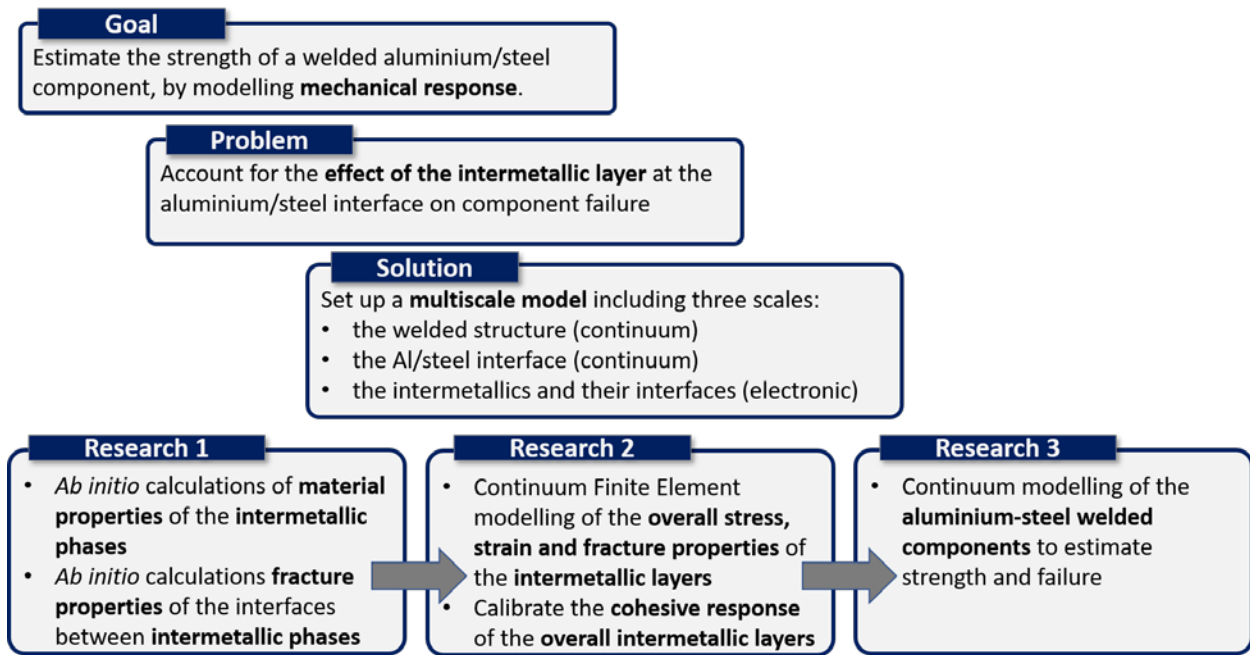 Goal
Estimate the strength of a welded aluminium/steel
component, by modelling mechanical response.
Problem
Account for the effect of the intermetallic layer at the
aluminium/steel interface on component failure
Solution
Set up a multiscale model including three scales:
• the welded structure (continuum)
• the Al/steel interface (continuum)
• the intermetallics and their interfaces (electronic)
Research 1
• Ab initio calculations of material
properties of the intermetallic
phases
• Ab initio calculations fracture
properties of the interfaces
between intermetallic phases
Research 2
• Continuum Finite Element
modelling of the overall stress,
strain and fracture properties of
the intermetallic layers
• Calibrate the cohesive response
of the overall intermetallic layers
Research 3
• Continuum modelling of the
aluminium-steel welded
components to estimate
strength and failure